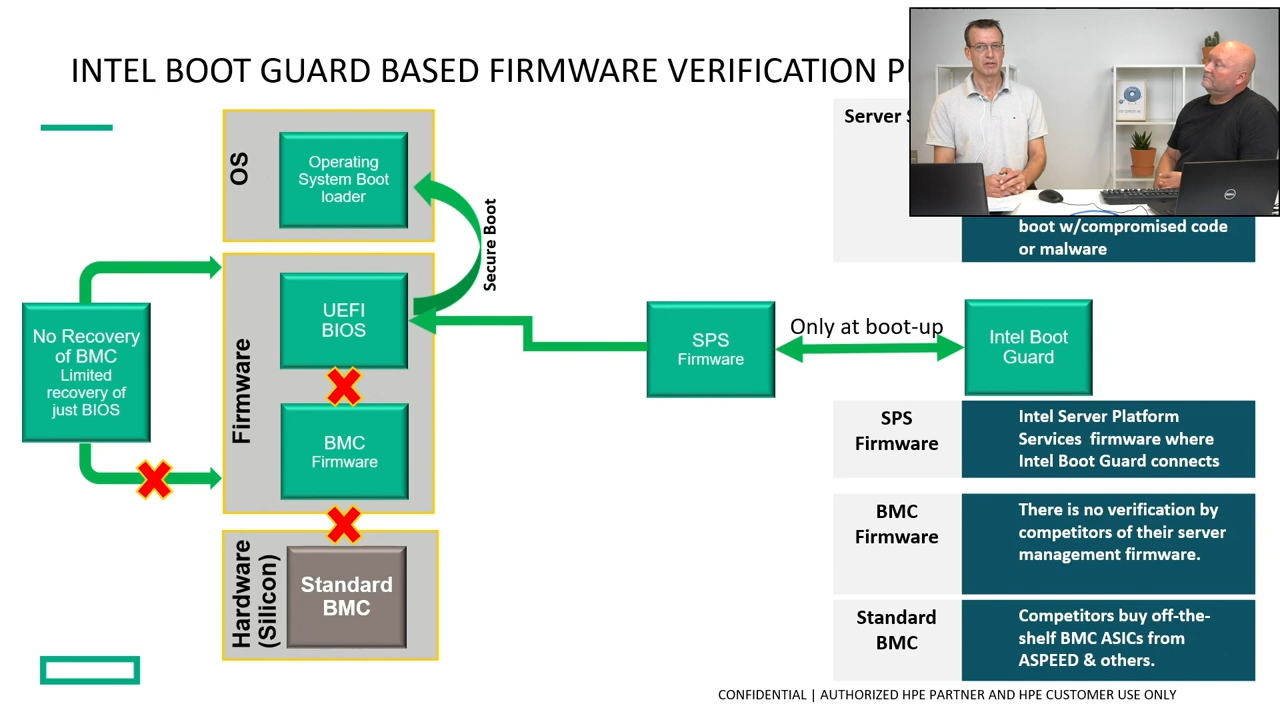 INTEL BOOT GUARD BASED FIRMWARE VERIFICATION
OS
Operating
System Boot
loader
Secure Boot
Firmware
UEFI
BIOS
BMC
Firmware
No Recovery
of BMC
Limited
recovery of
just BIOS
Hardware
(Silicon)
Standard
BMC
SPS
Firmware
Only at boot-up
Intel Boot
Guard
Server
boot w/compromised code
or malware
SPS
Firmware
Intel Server Platform
Services firmware where
Intel Boot Guard connects
BMC
Firmware
There is no verification by
competitors of their server
management firmware.
Standard
BMC
Competitors buy off-the-
shelf BMC ASICs from
ASPEED & others.
CONFIDENTIAL | AUTHORIZED HPE PARTNER AND HPE CUSTOMER USE ONLY
DELL